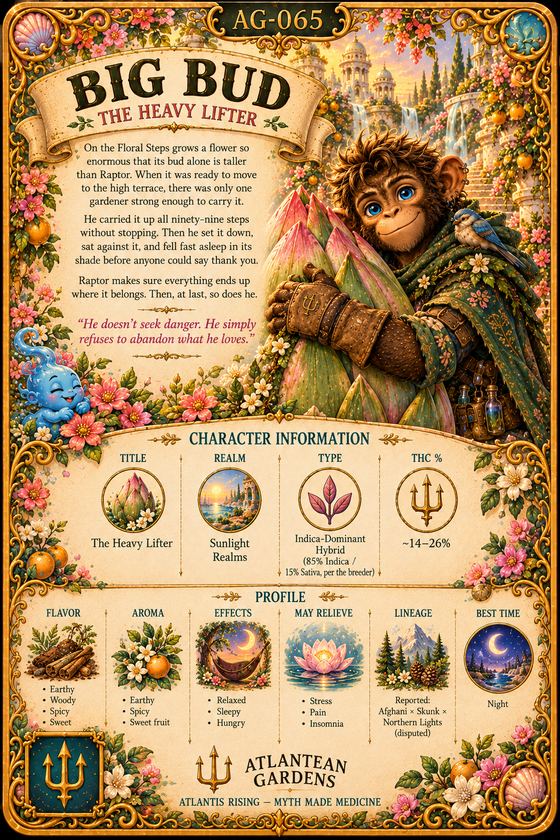 AG-065
BIG BUD
THE HEAVY LIFTER
On the Floral Steps grows a flower so
enormous that its bud alone is taller
than Raptor. When it was ready to move
to the high terrace, there was only one
gardener strong enough to carry it.
He carried it up all ninety-nine steps
without stopping. Then he set it down,
sat against it, and fell fast asleep in its
shade before anyone could say thank you.
Raptor makes sure everything ends up
where it belongs. Then, at last, so does he.
“He doesn’t seek danger. He simply
refuses to abandon what he loves.”
CHARACTER INFORMATION
TITLE
The Heavy Lifter
REALM
Sunlight
Realms
TYPE
Indica-Dominant
Hybrid
(85% Indica /
15% Sativa, per the breeder)
THC %
~14–26%
PROFILE
FLAVOR
• Earthy
• Woody
• Spicy
• Sweet
AROMA
• Earthy
• Spicy
• Sweet fruit
EFFECTS
• Relaxed
• Sleepy
• Hungry
MAY RELIEVE
• Stress
• Pain
• Insomnia
LINEAGE
Reported:
Afghani × Skunk ×
Northern Lights
(disputed)
BEST TIME
Night
ATLANTEAN
GARDENS
ATLANTIS RISING – MYTH MADE MEDICINE